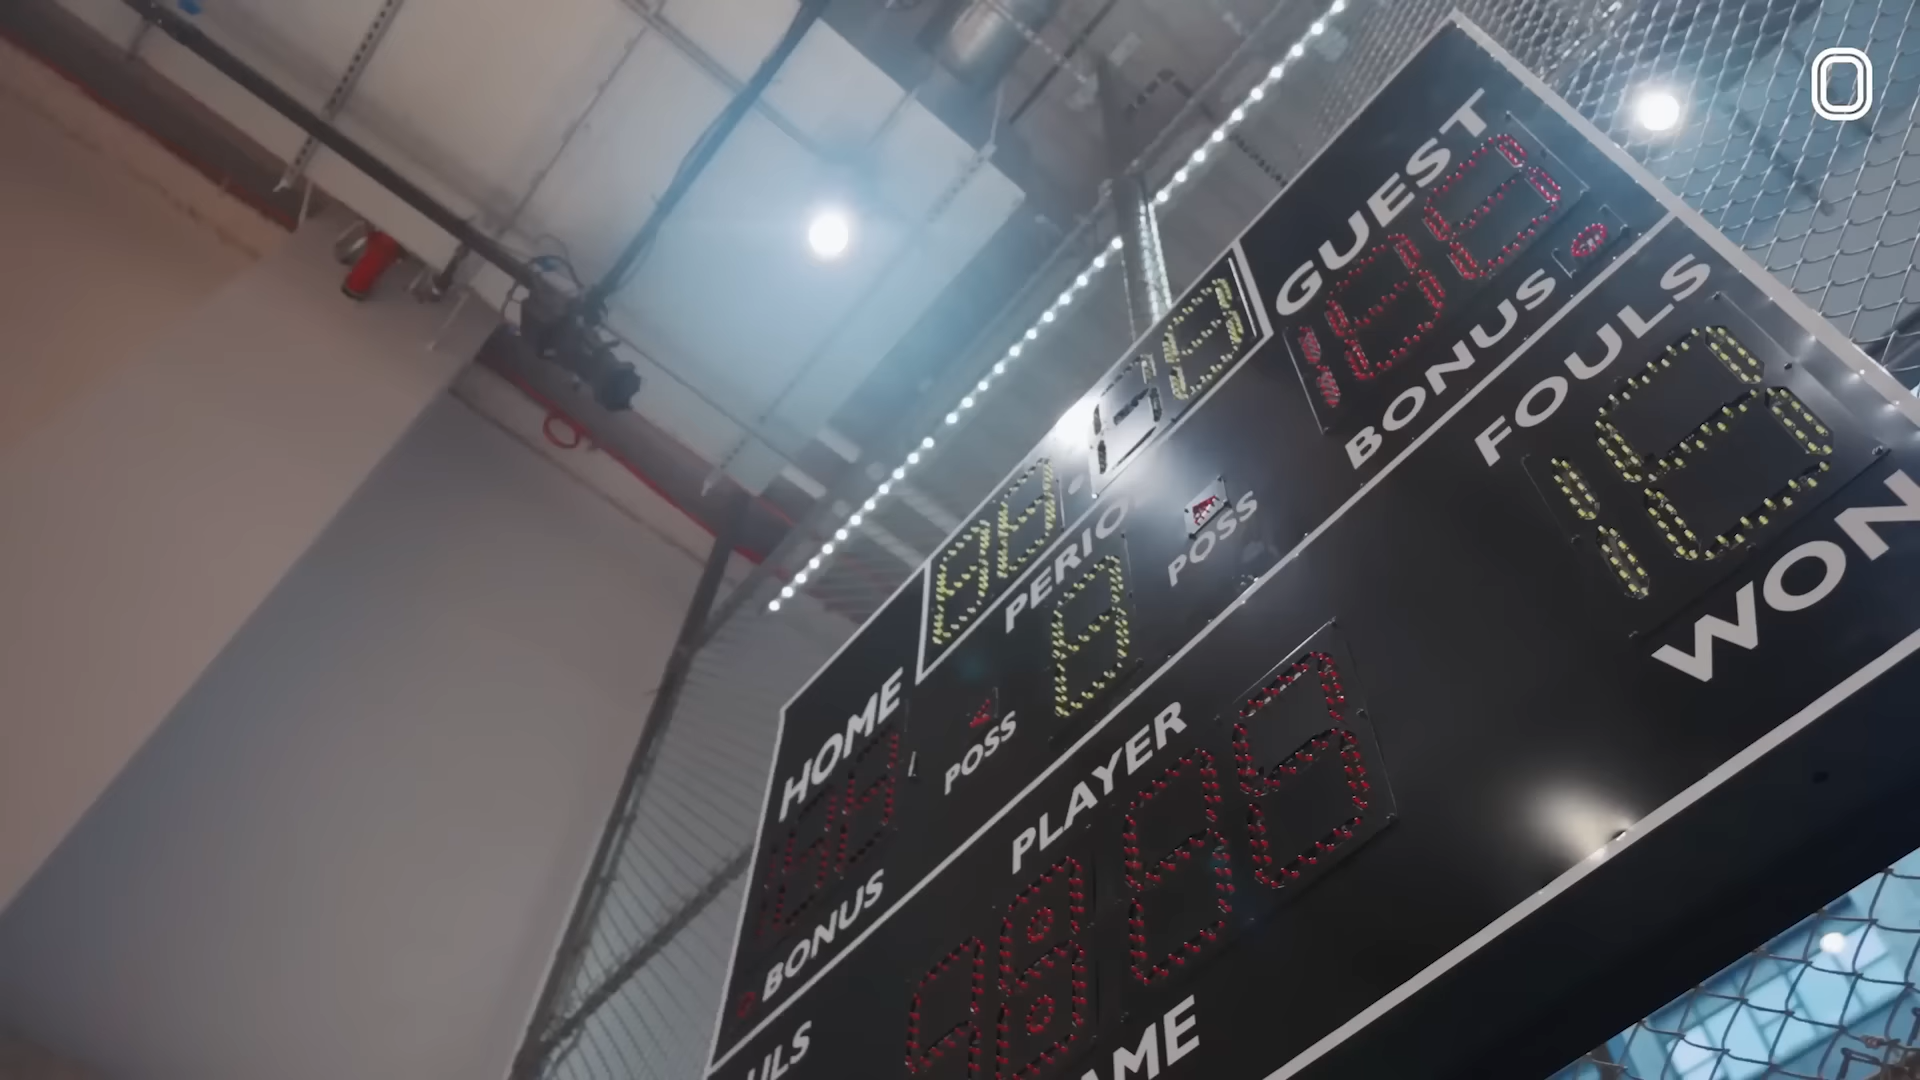 HOME
GUEST
PERIOD
POSS
POSS
BONUS
BONUS
PLAYER
FOULS
WON